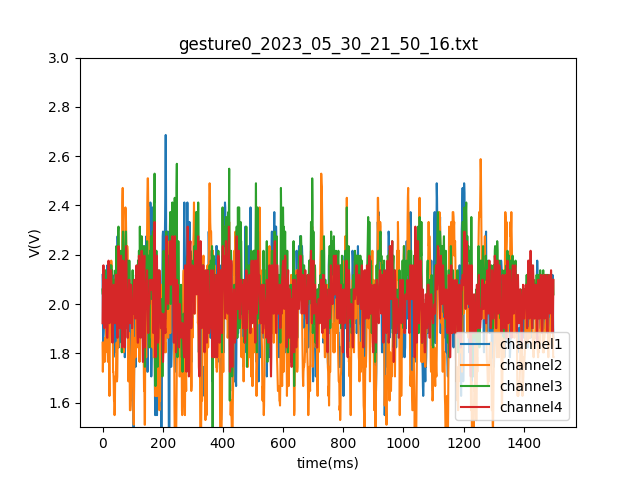 gesture0_2023_05_30_21_50_16.txt
V(V)
3.0
2.8
2.6
2.4
2.2
2.0
1.8
1.6
channel1
channel2
channel3
channel4
0 200 400 600 800 1000 1200 1400
time(ms)